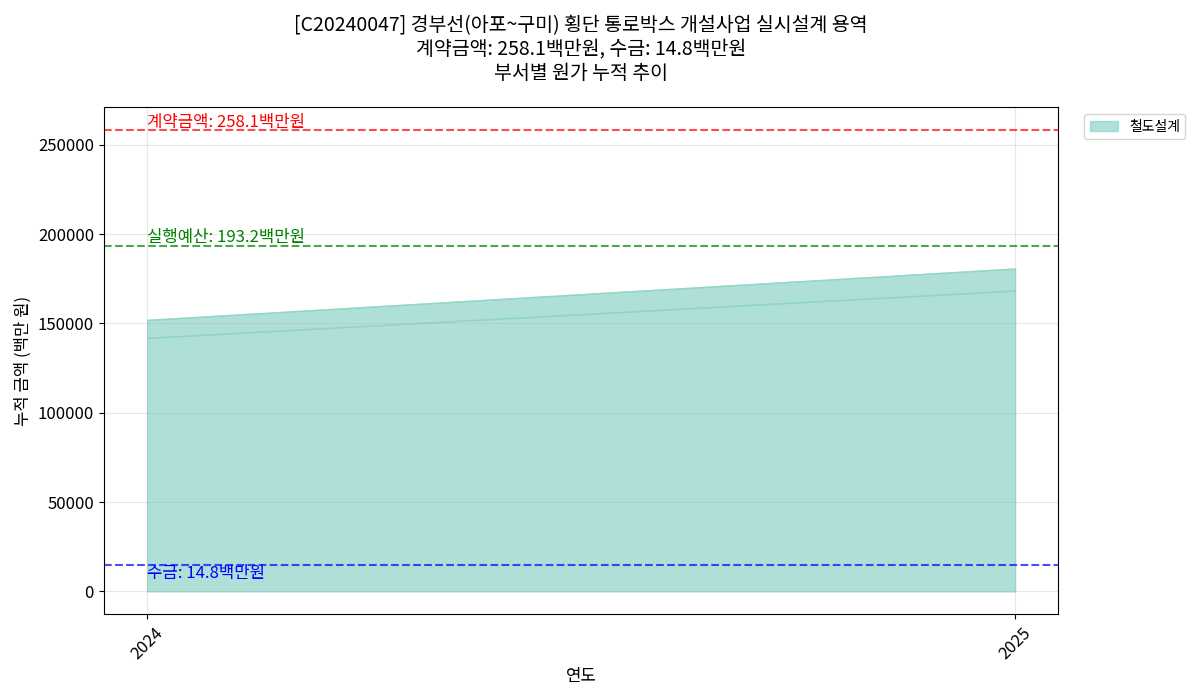 [C20240047] 경부선(아포~구미) 횡단 통로박스 개설사업 실시설계 용역
계약금액: 258.1백만원, 수금: 14.8백만원
부서별 원가 누적 추이
계약금액: 258.1백만원
철도설계
250000
실행예산: 193.2백만원
200000
150000
100000
50000
수금: 14.8백만원
0
누적 금액 (백만 원)
2024
2025
연도